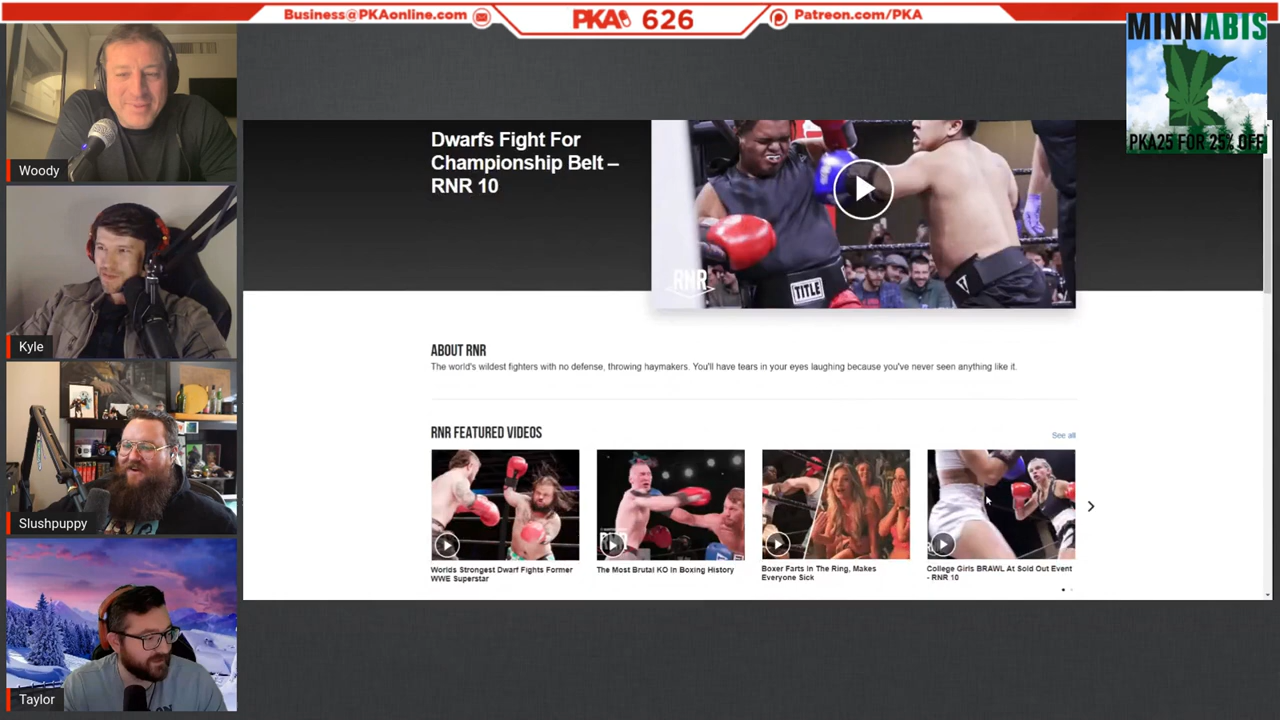 Business@PKAonline.com
PKA 626
Patreon.com/PKA
MINNABIS
PKA25 FOR 25% OFF
Woody
Kyle
Slushpuppy
Taylor
Dwarfs Fight For
Championship Belt –
RNR 10
RNR
TITLE
ABOUT RNR
The world's wildest fighters with no defense, throwing haymakers. You'll have tears in your eyes laughing because you've never seen anything like it.
RNR FEATURED VIDEOS
See all
Worlds Strongest Dwarf Fights Former
WWE Superstar
The Most Brutal KO In Boxing History
Boxer Farts In The Ring, Makes
Everyone Sick
College Girls BRAWL At Sold Out Event
- RNR 10